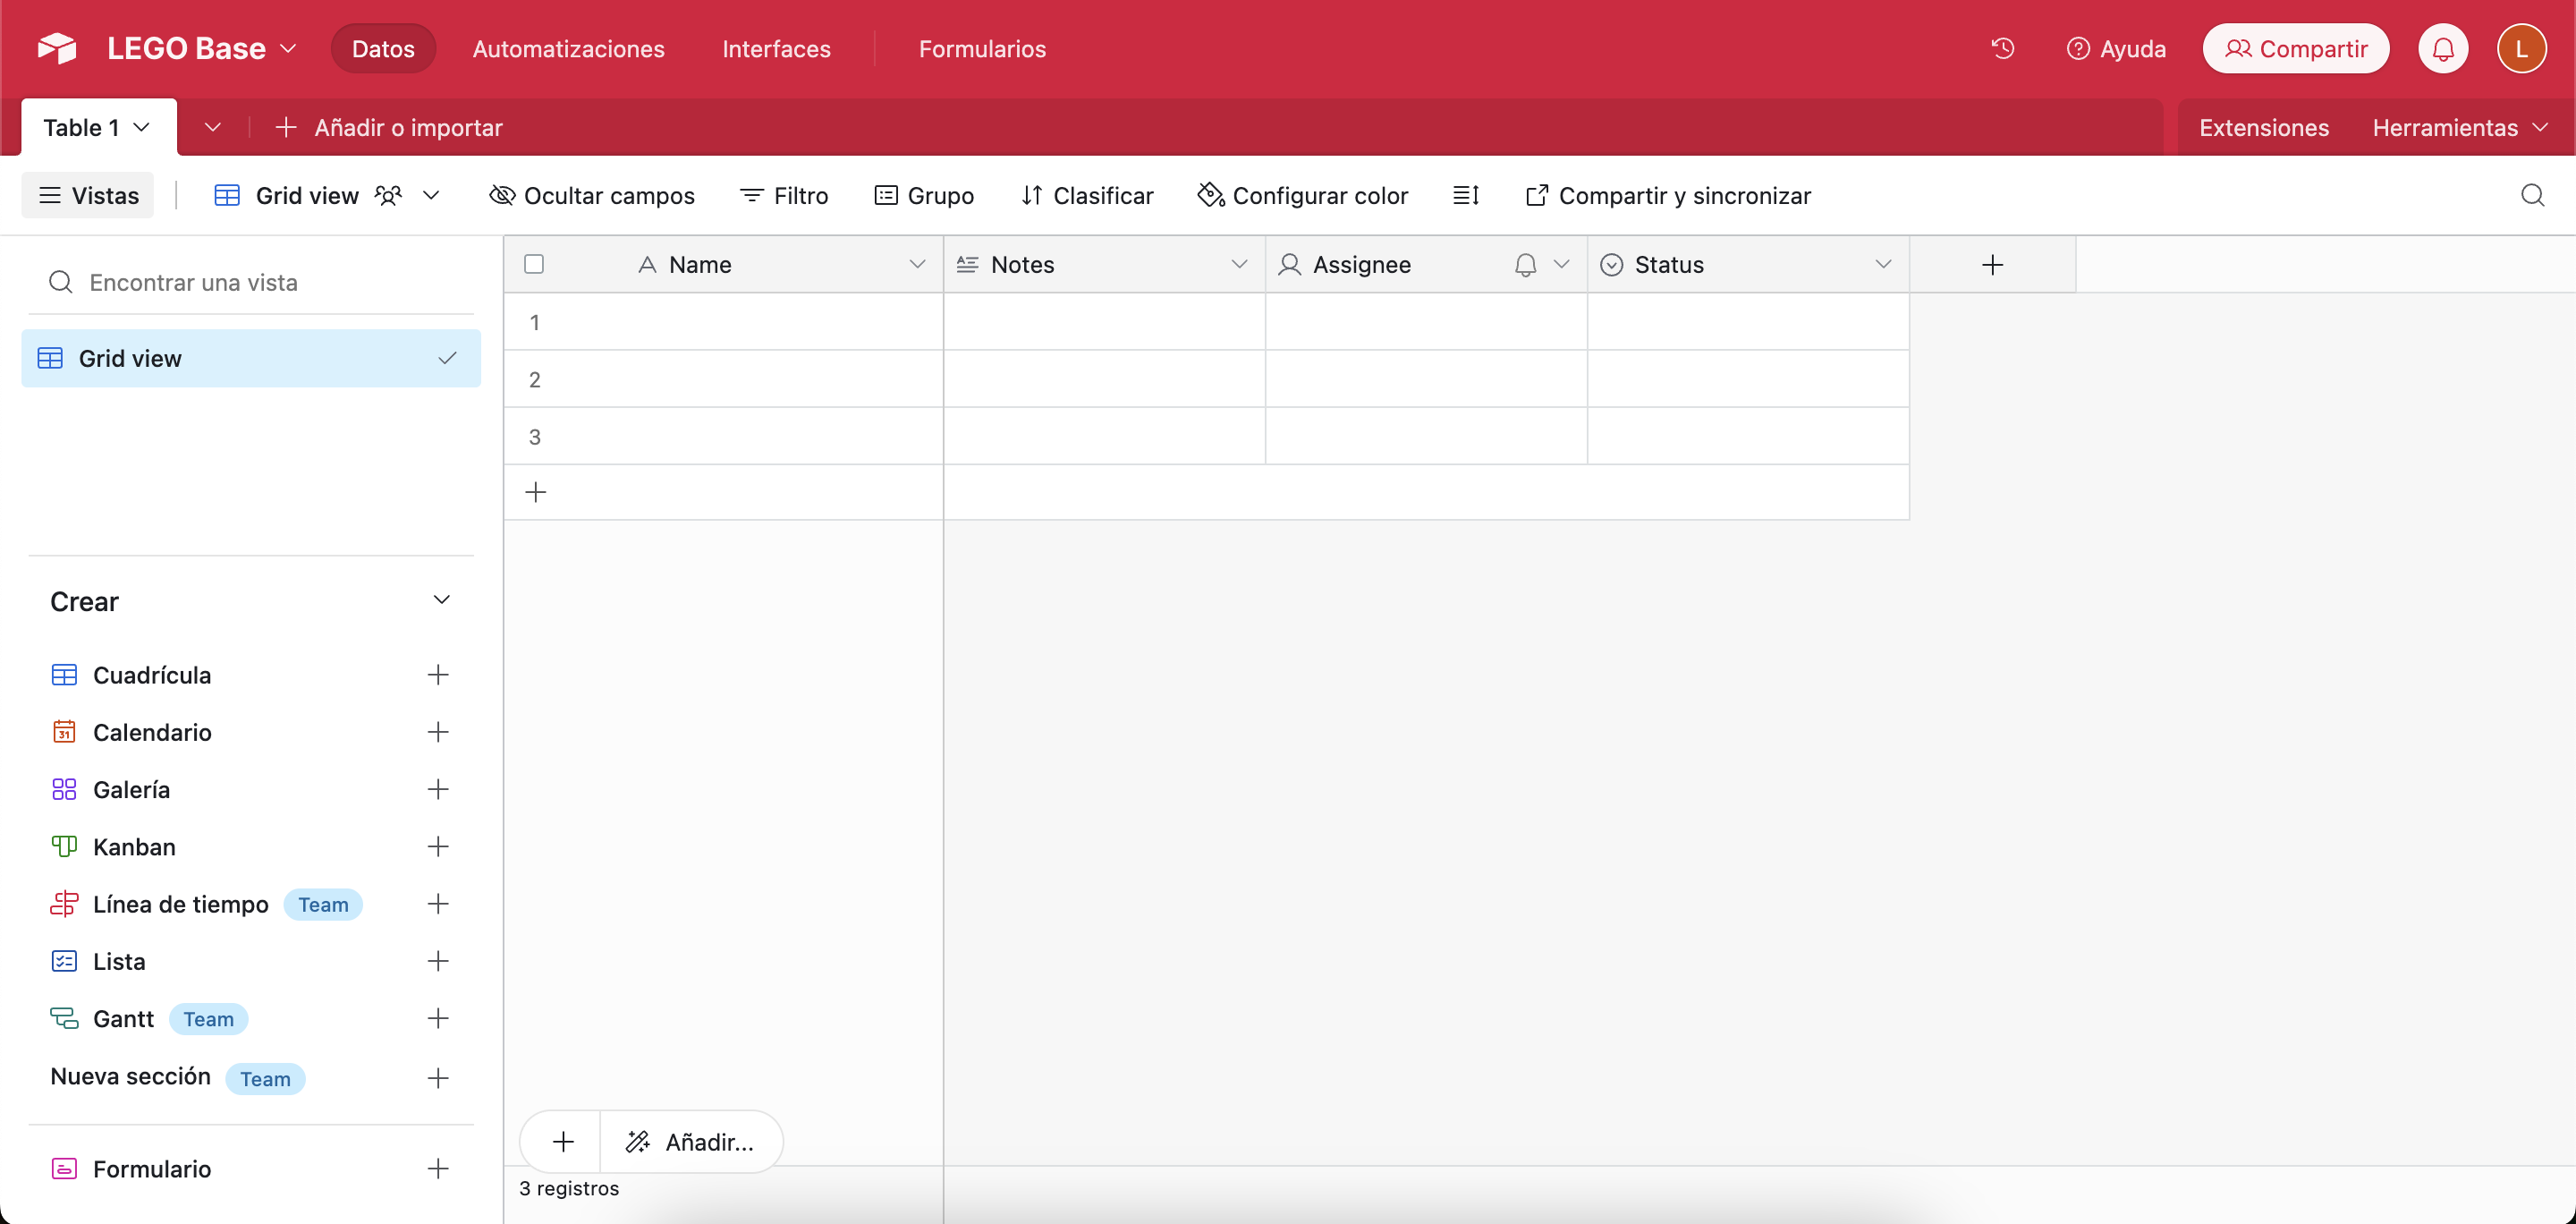 LEGO Base
Datos
Automatizaciones
Interfaces
Formularios
Ayuda
Compartir
L
Table 1
Añadir o importar
Extensiones
Herramientas
Vistas
Grid view
Ocultar campos
Filtro
Grupo
Clasificar
Configurar color
Compartir y sincronizar
Encontrar una vista
Grid view
Crear
Cuadrícula
31
Calendario
Galería
Kanban
Línea de tiempo
Team
Lista
Gantt
Team
Nueva sección
Team
Formulario
Name
Notes
Assignee
Status
1
2
3
Añadir...
3 registros